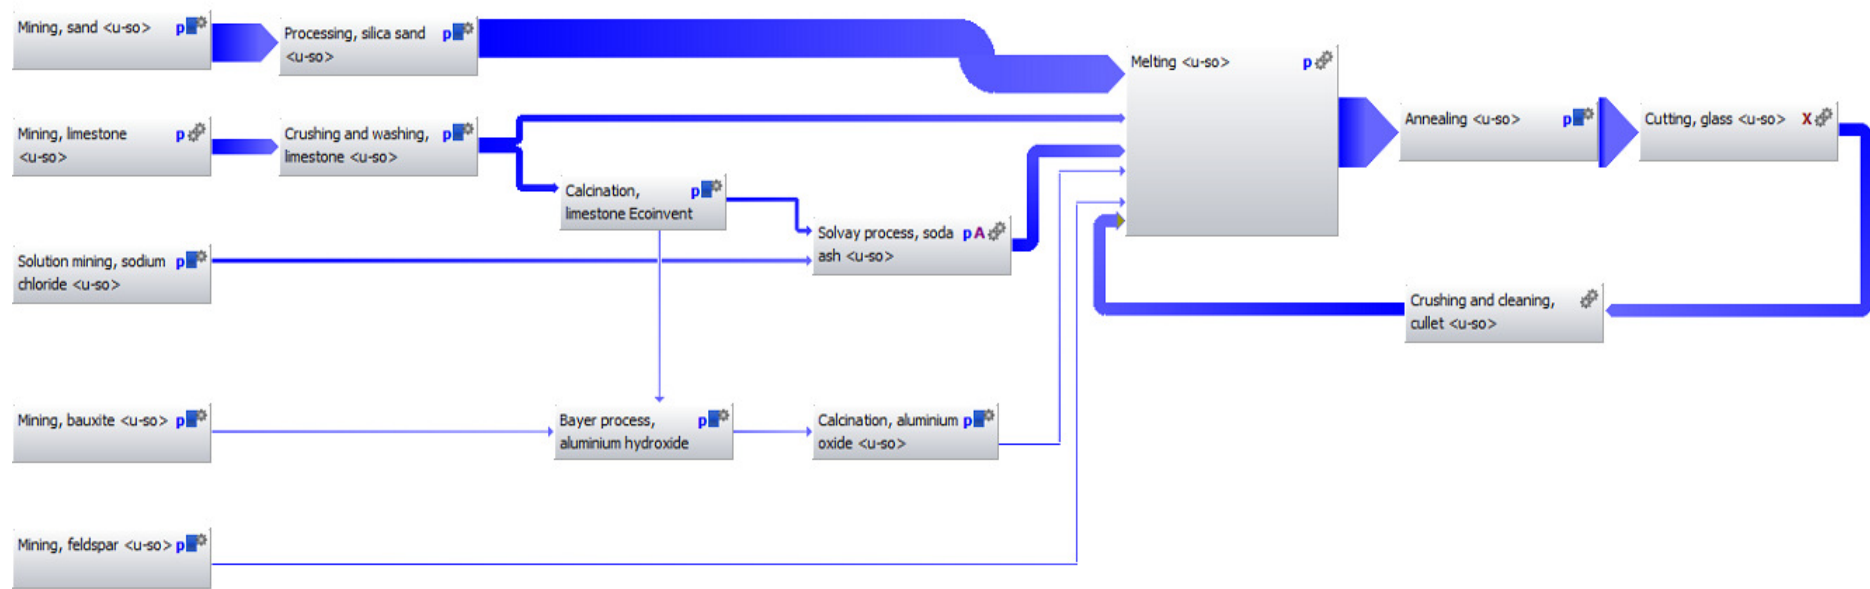 Mining, sand <u-so> p
Processing, silica sand p
<u-so>
Melting <u-so> p
Mining, limestone p
<u-so>
Crushing and washing, p
limestone <u-so>
Annealing <u-so> p
Cutting, glass <u-so> X
Calcination, p
limestone Ecoinvent
Solvay process, soda p A
ash <u-so>
Solution mining, sodium p
chloride <u-so>
Crushing and cleaning,
cullet <u-so>
Mining, bauxite <u-so> p
Bayer process, p
aluminium hydroxide
Calcination, aluminium p
oxide <u-so>
Mining, feldspar <u-so> p